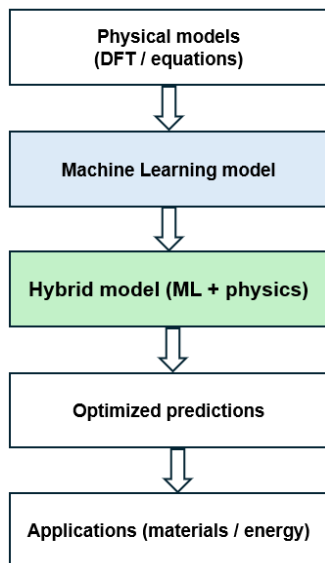 Physical models
(DFT / equations)
Machine Learning model
Hybrid model (ML + physics)
Optimized predictions
Applications (materials / energy)